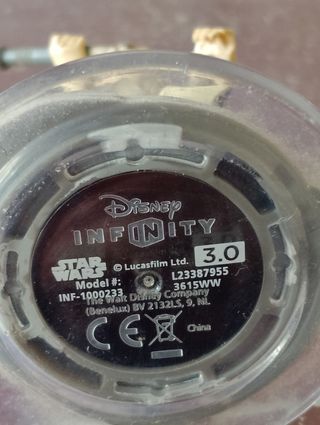 Disney
INFINITY
3.0
STAR WARS
© Lucasfilm Ltd.
Model #: L23387955
INF-1000233 3615WW
The Walt Disney Company
(Benelux) BV 2132LS, 9, NL
CE
China